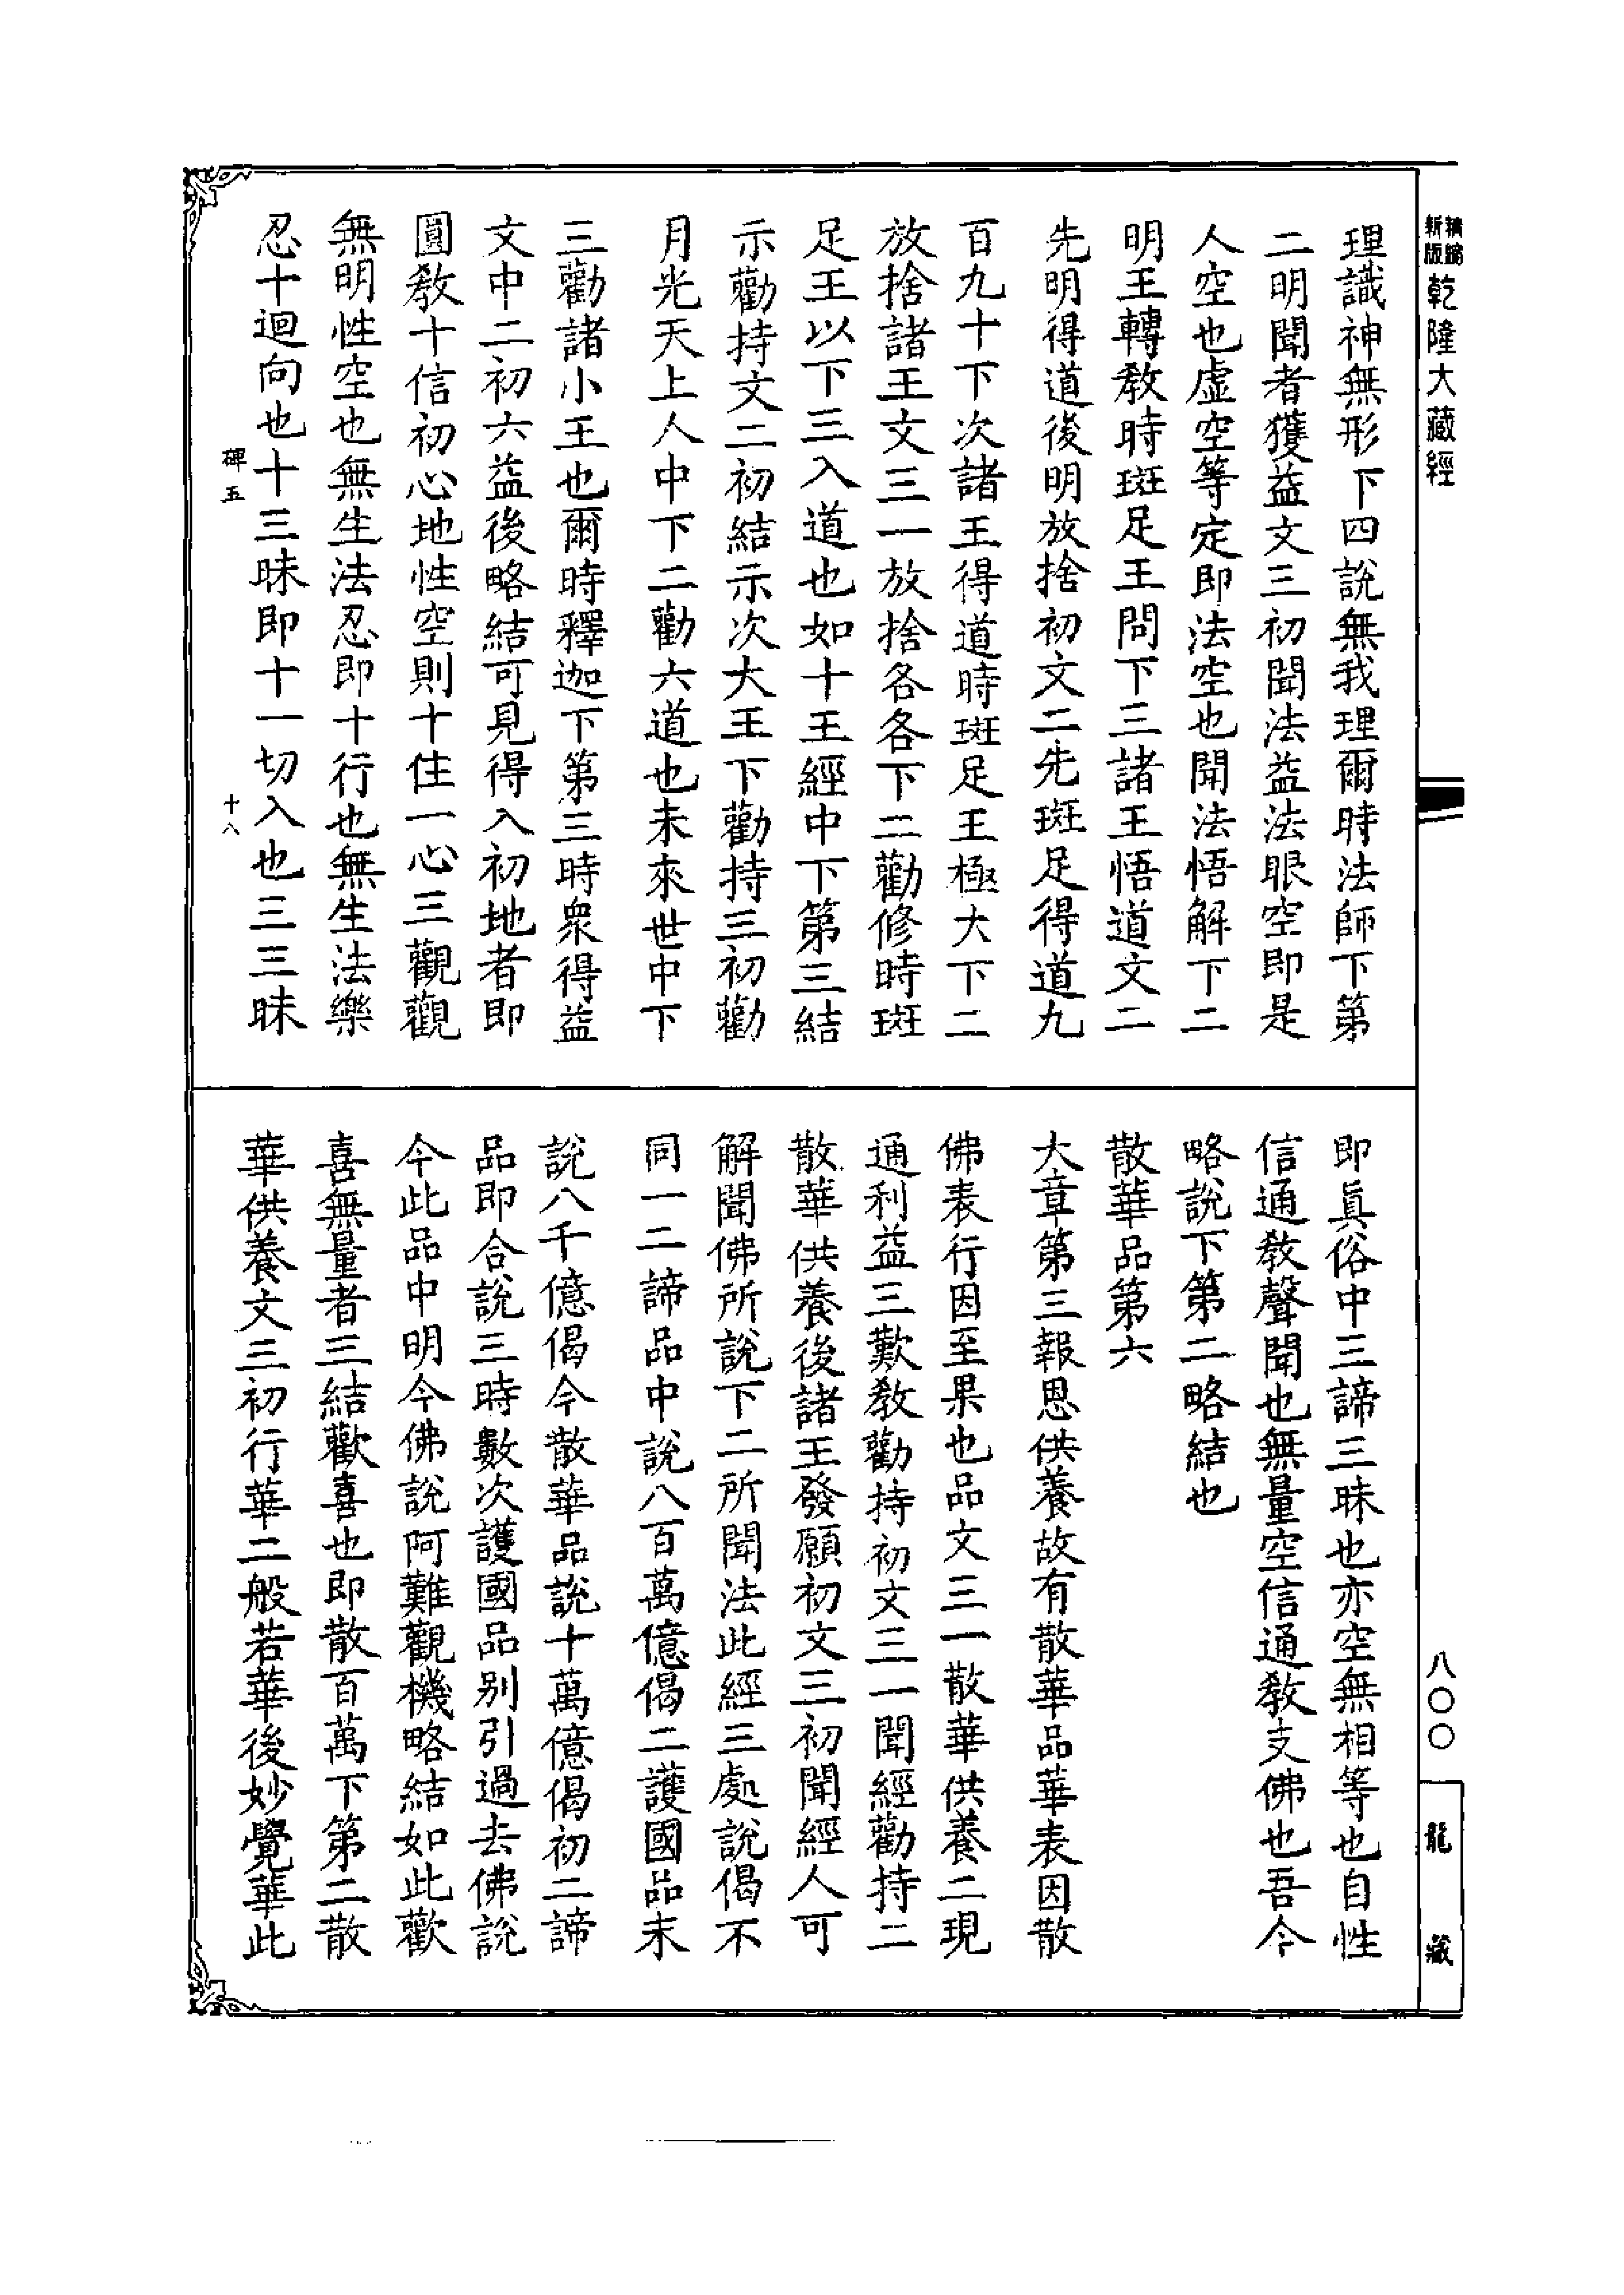 新版
精縮
乾隆大藏經
八〇〇
龍藏
理識神無形下四說無我理爾時法師下第
二明聞者獲益文三初聞法益法眼空即是
人空也虛空等定即法空也聞法悟解下二
明王轉教時斑足王問下三諸王悟道文二
先明得道後明放捨初文二先斑足得道九
百九十下次諸王得道時斑足王極大下二
放捨諸王文三一放捨各各下二勸修時斑
足王以下三入道也如十王經中下第三結
示勸持文二初結示次大王下勸持三初勸
月光天上人中下二勸六道也未來世中下
三勸諸小王也爾時釋迦下第三時衆得益
文中二初六益後略結可見得入初地者即
圓教十信初心地性空則十住一心三觀觀
無明性空也無生法忍即十行也無生法樂
忍十迴向也十三昧即十一切入也三三昧
碑五
十八
即眞俗中三諦三昧也亦空無相等也自性
信通教聲聞也無量空信通教支佛也吾今
略說下第二略結也
散華品第六
大章第三報恩供養故有散華品華表因散
佛表行因至果也品文三一散華供養二現
通利益三歎教勸持初文三一聞經勸持二
散華供養後諸王發願初文三初聞經人可
解聞佛所說下二所聞法此經三處說偈不
同一二諦品中說八百萬億偈二護國品末
說八千億偈今散華品說十萬億偈初二諦
品即合說三時數次護國品別引過去佛說
今此品中明今佛說阿難觀機略結如此歡
喜無量者三結歡喜也即散百萬下第二散
華供養文三初行華二般若華後妙覺華此